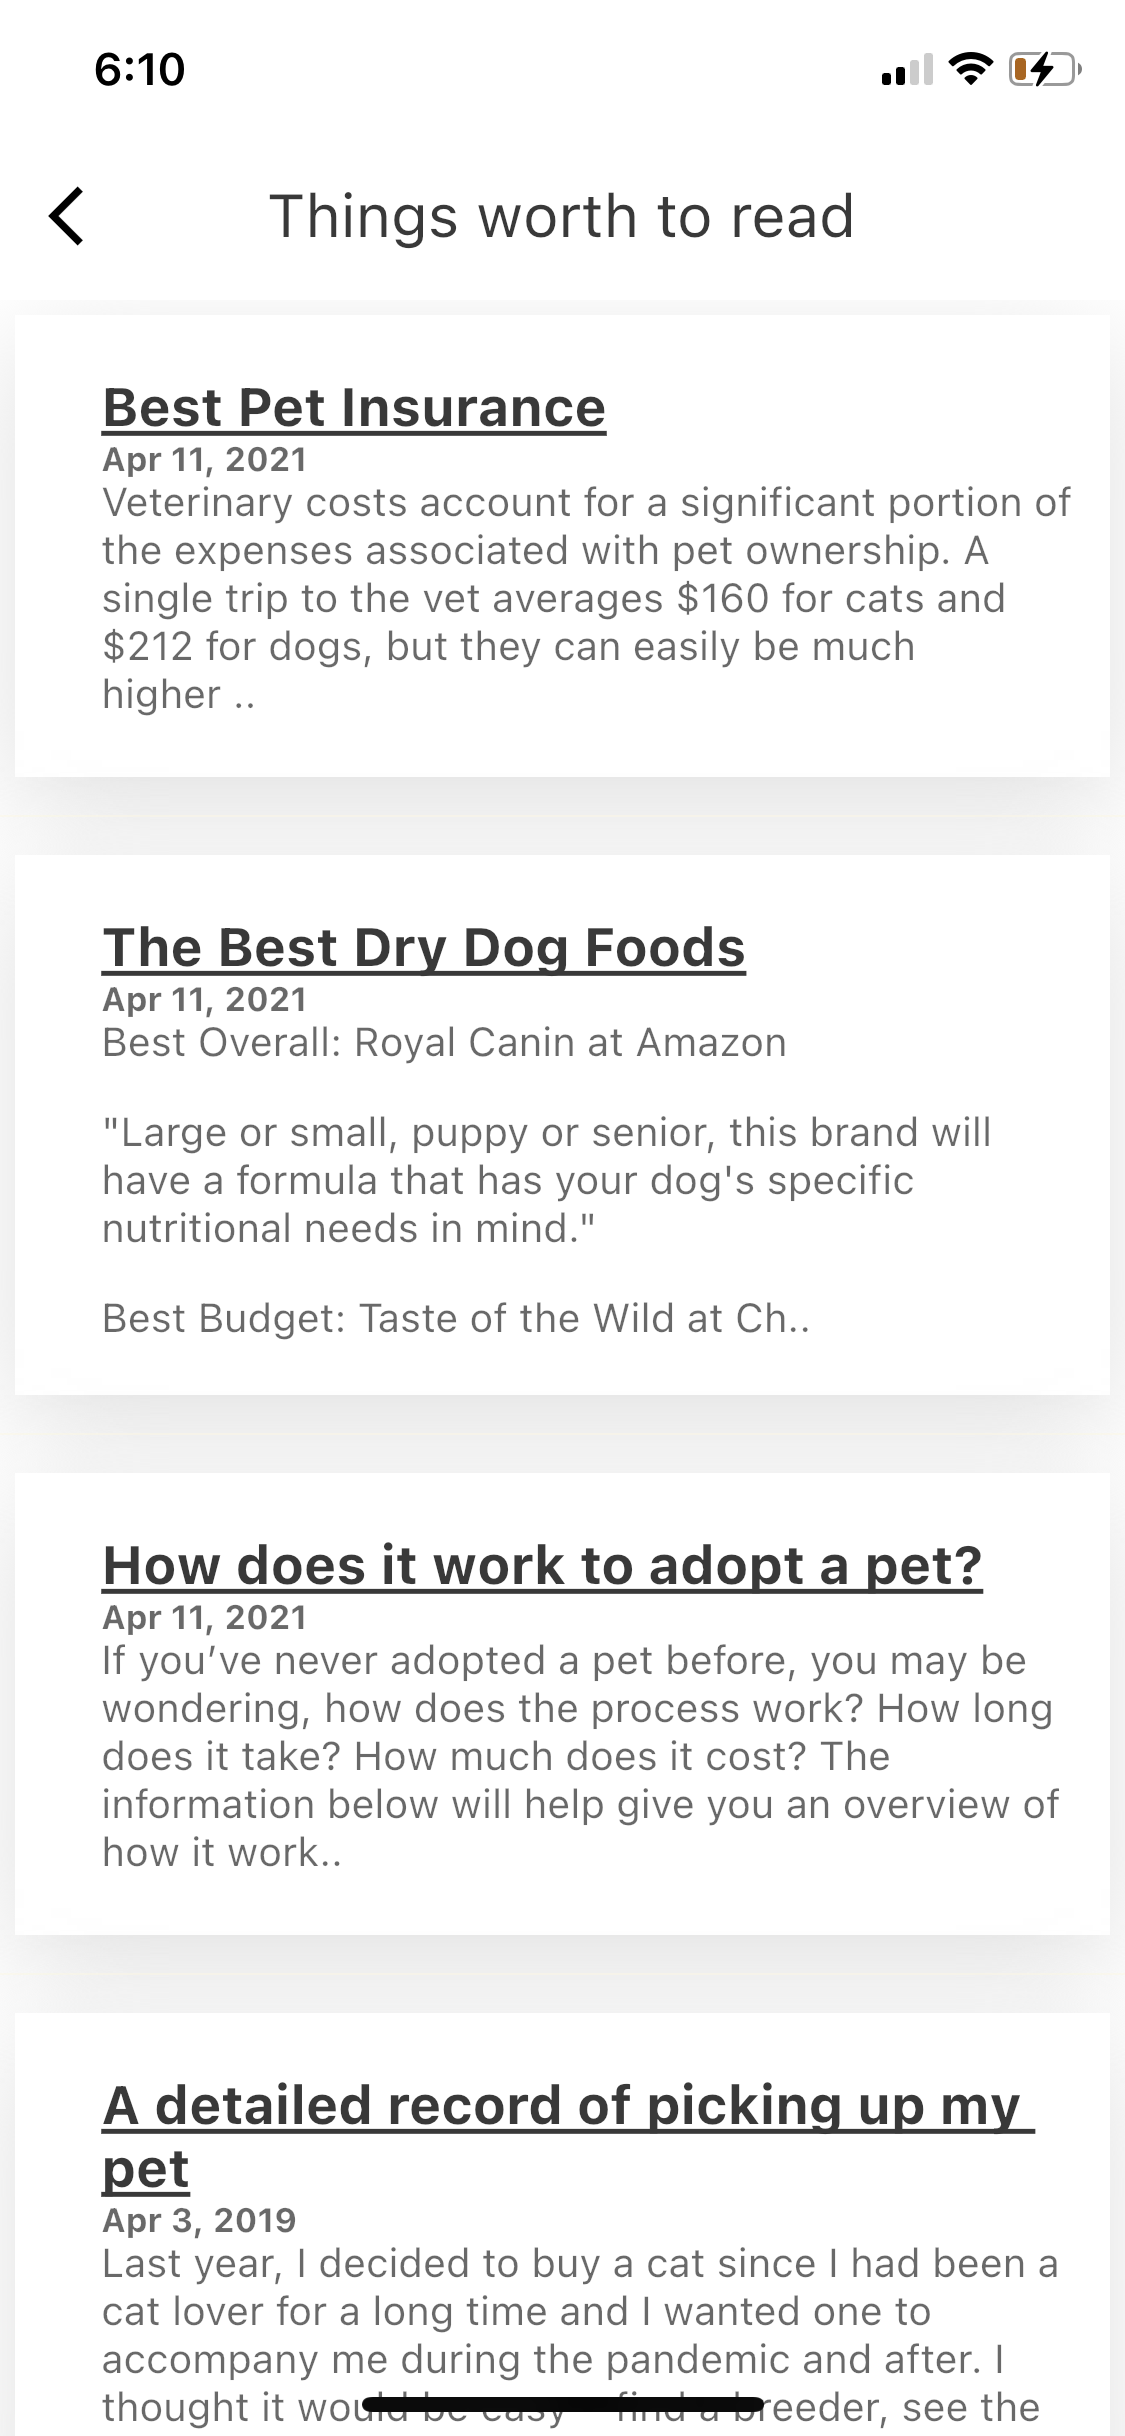 6:10
Things worth to read
Best Pet Insurance
Apr 11, 2021
Veterinary costs account for a significant portion of
the expenses associated with pet ownership. A
single trip to the vet averages $160 for cats and
$212 for dogs, but they can easily be much
higher ..
The Best Dry Dog Foods
Apr 11, 2021
Best Overall: Royal Canin at Amazon
"Large or small, puppy or senior, this brand will
have a formula that has your dog's specific
nutritional needs in mind."
Best Budget: Taste of the Wild at Ch..
How does it work to adopt a pet?
Apr 11, 2021
If you’ve never adopted a pet before, you may be
wondering, how does the process work? How long
does it take? How much does it cost? The
information below will help give you an overview of
how it work..
A detailed record of picking up my
pet
Apr 3, 2019
Last year, I decided to buy a cat since I had been a
cat lover for a long time and I wanted one to
accompany me during the pandemic and after. I
thought it would be easy find a breeder, see the